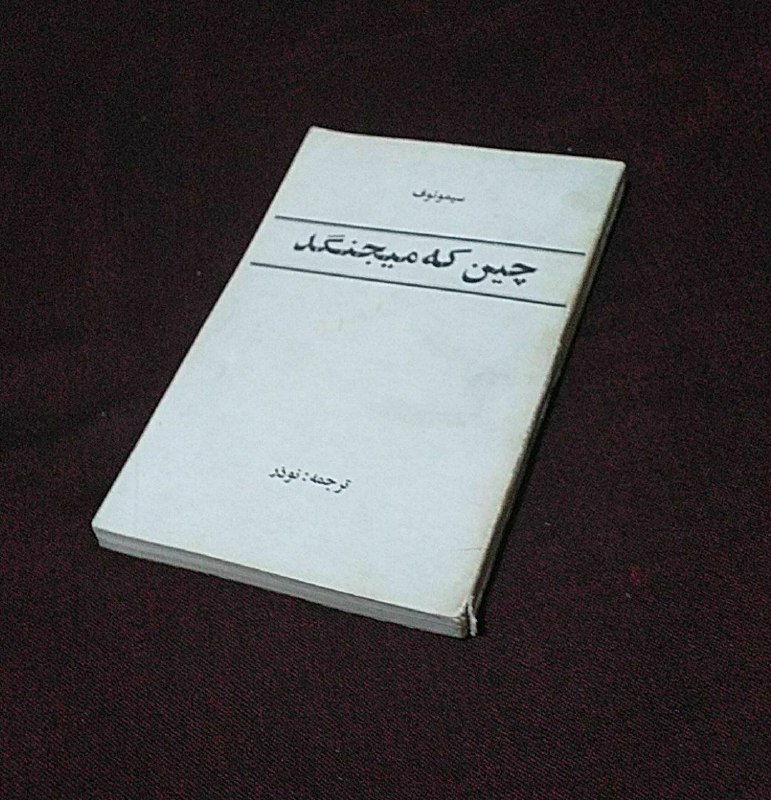 سیمونوف
چین که میجنگد
ترجمه: نوذر